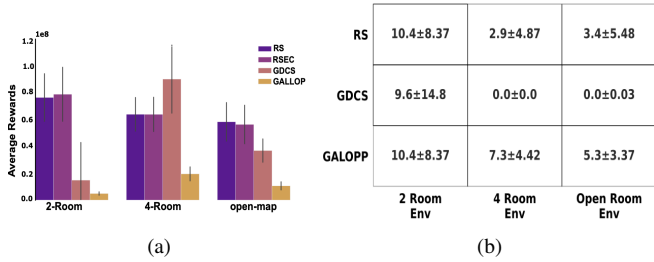 1e8
1.2
1.0
0.8
0.6
0.4
0.2
0.0
Average Rewards
RS
RSEC
GDCS
GALLOP
2-Room
4-Room
open-map
(a)
RS 10.4±8.37 2.9±4.87 3.4±5.48
GDCS 9.6±14.8 0.0±0.0 0.0±0.03
GALOPP 10.4±8.37 7.3±4.42 5.3±3.37
2 Room Env
4 Room Env
Open Room Env
(b)